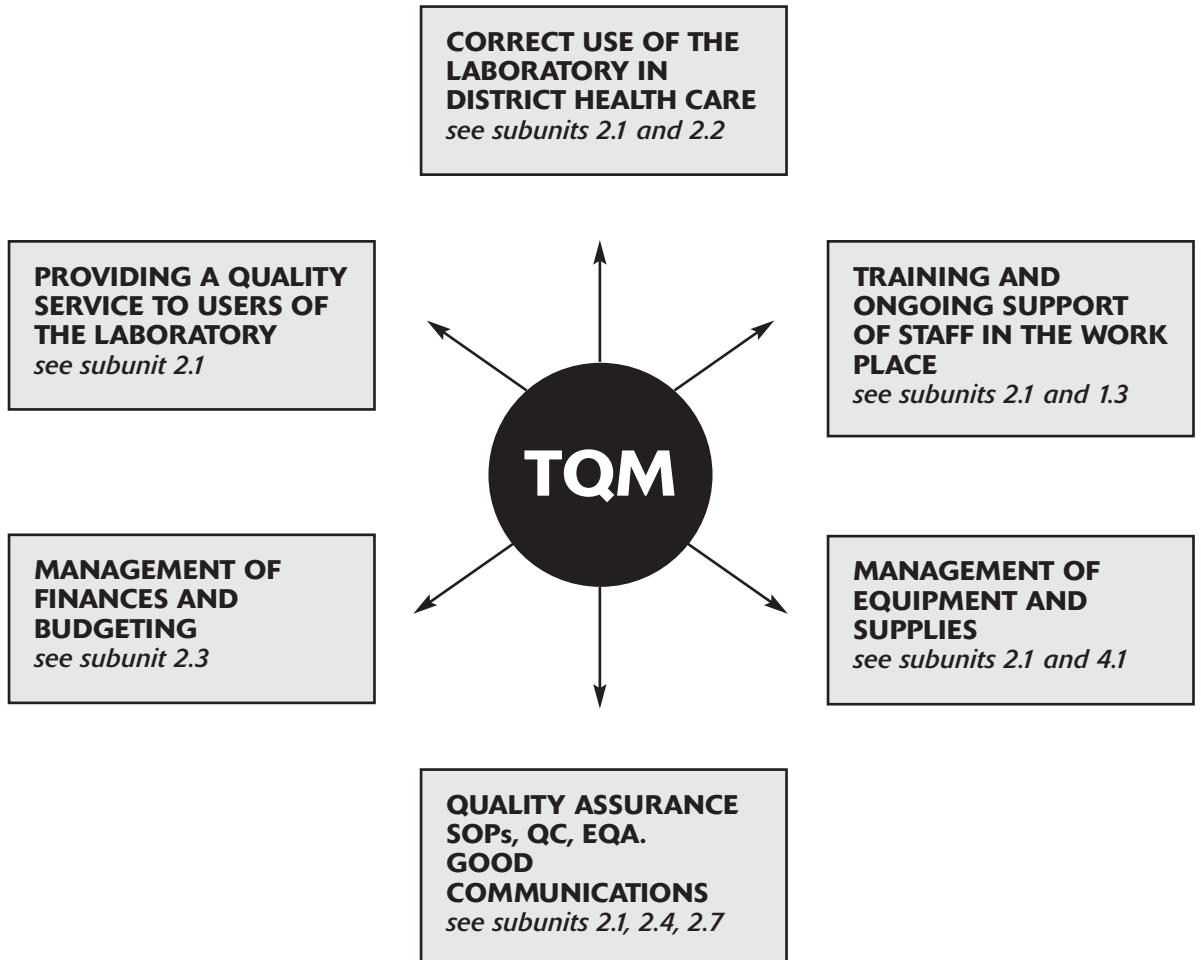 CORRECT USE OF THE
LABORATORY IN
DISTRICT HEALTH CARE
see subunits 2.1 and 2.2
PROVIDING A QUALITY
SERVICE TO USERS OF
THE LABORATORY
see subunit 2.1
TRAINING AND
ONGOING SUPPORT
OF STAFF IN THE WORK
PLACE
see subunits 2.1 and 1.3
TQM
MANAGEMENT OF
FINANCES AND
BUDGETING
see subunit 2.3
MANAGEMENT OF
EQUIPMENT AND
SUPPLIES
see subunits 2.1 and 4.1
QUALITY ASSURANCE
SOPs, QC, EQA.
GOOD
COMMUNICATIONS
see subunits 2.1, 2.4, 2.7